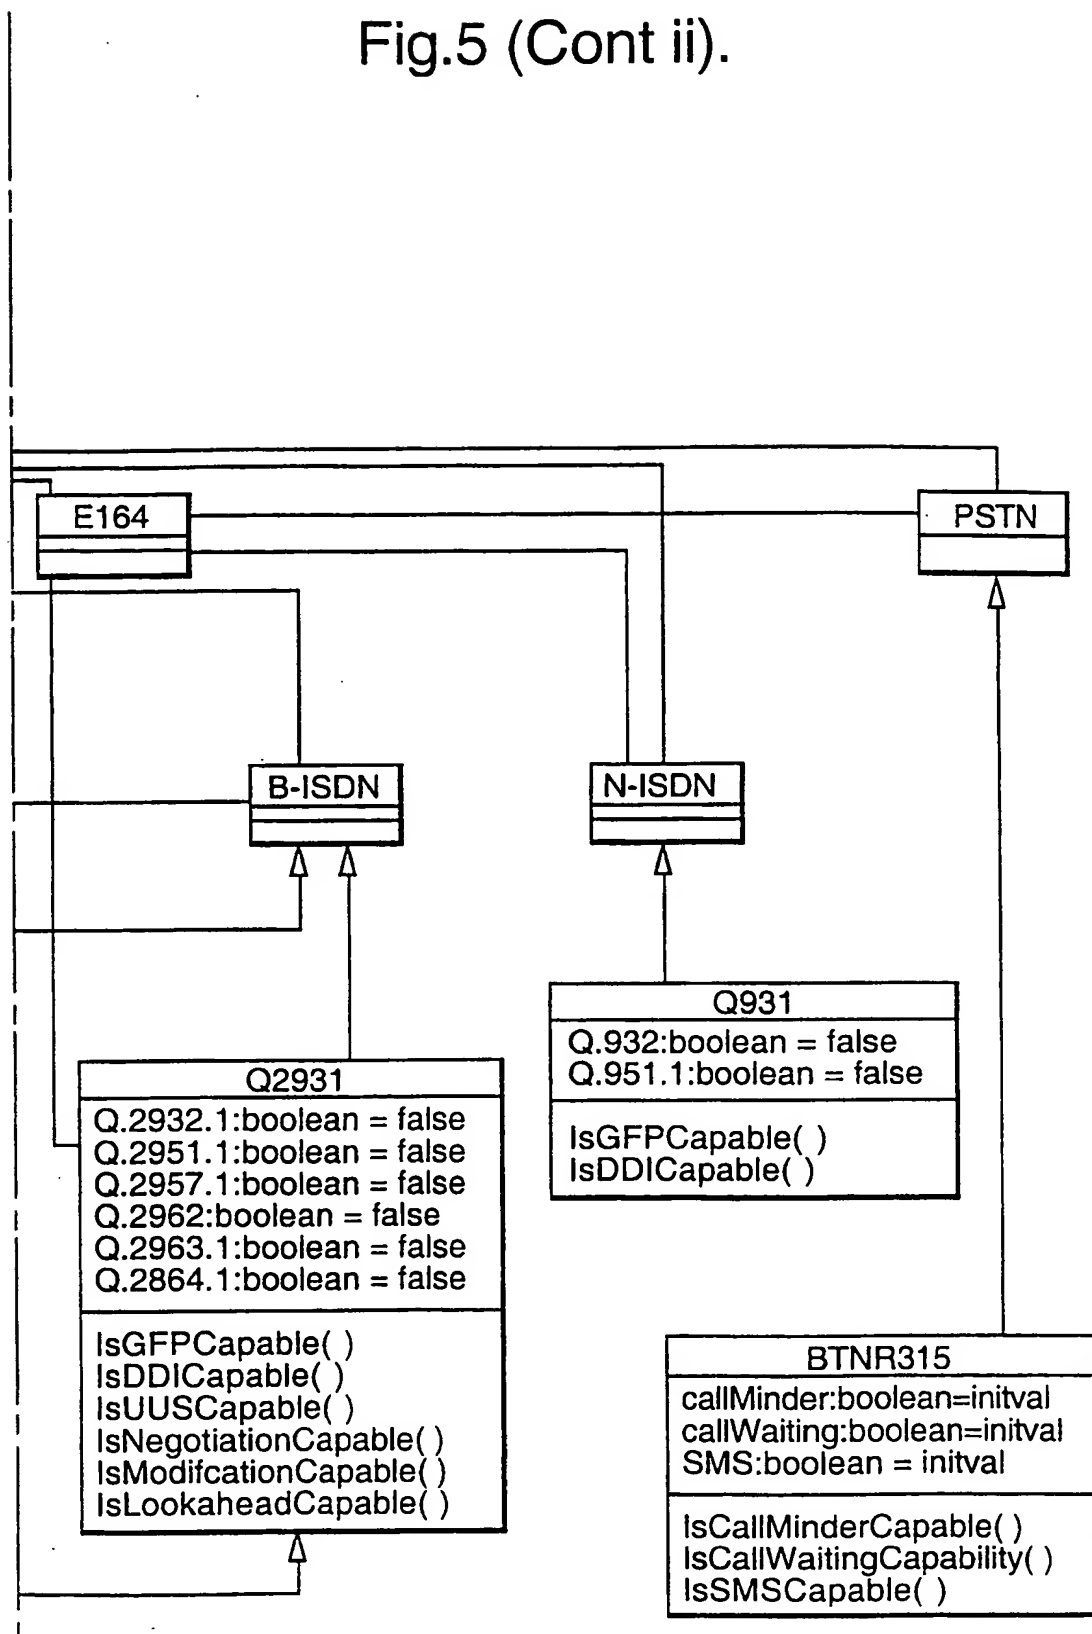 Fig.5 (Cont ii).
E164
PSTN
B-ISDN
N-ISDN
Q931
Q.932:boolean = false
Q.951.1:boolean = false
IsGFPCapable( )
IsDDICapable( )
Q2931
Q.2932.1:boolean = false
Q.2951.1:boolean = false
Q.2957.1:boolean = false
Q.2962:boolean = false
Q.2963.1:boolean = false
Q.2864.1:boolean = false
IsGFPCapable( )
IsDDICapable( )
IsUUSCapable( )
IsNegotiationCapable( )
IsModifcationCapable( )
IsLookaheadCapable( )
BTNR315
callMinder:boolean=initval
callWaiting:boolean=initval
SMS:boolean = initval
IsCallMinderCapable( )
IsCallWaitingCapability( )
IsSMSCapable( )